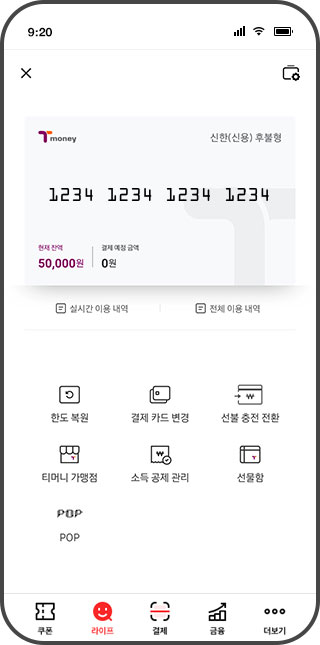 9:20
Tmoney
신한(신용) 후불형
1234 1234 1234 1234
현재 잔액
결제 예정 금액
50,000원
0원
실시간 이용 내역
전체 이용 내역
한도 복원
결제 카드 변경
선불 충전 전환
티머니 가맹점
소득 공제 관리
선물함
POP
POP
쿠폰
라이프
결제
금융
더보기